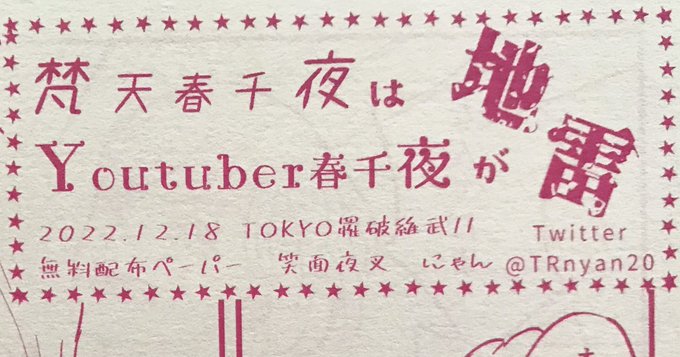 梵天春千夜は
Youtuber春千夜が
地雷
2022.12.18 TOKYO羅破維武11
無料配布ペーパー 笑面夜叉 にゃん
Twitter
@TRnyan20